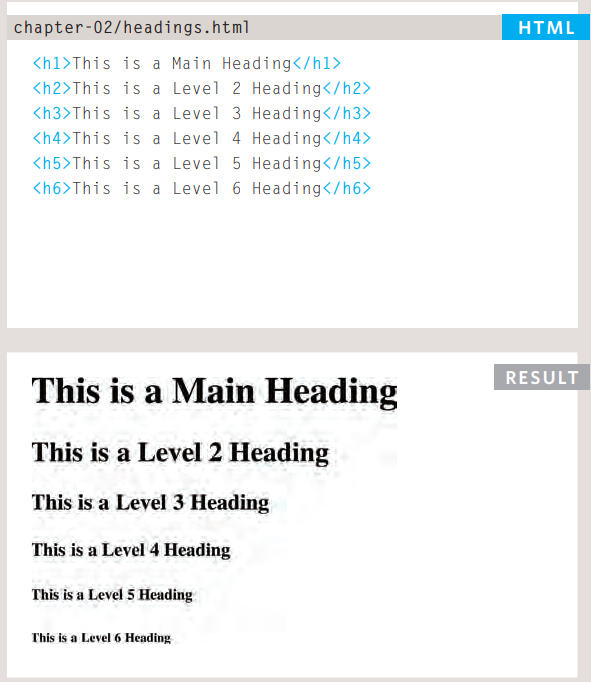 chapter-02/headings.html HTML
<h1>This is a Main Heading</h1>
<h2>This is a Level 2 Heading</h2>
<h3>This is a Level 3 Heading</h3>
<h4>This is a Level 4 Heading</h4>
<h5>This is a Level 5 Heading</h5>
<h6>This is a Level 6 Heading</h6>
RESULT
This is a Main Heading
This is a Level 2 Heading
This is a Level 3 Heading
This is a Level 4 Heading
This is a Level 5 Heading
This is a Level 6 Heading